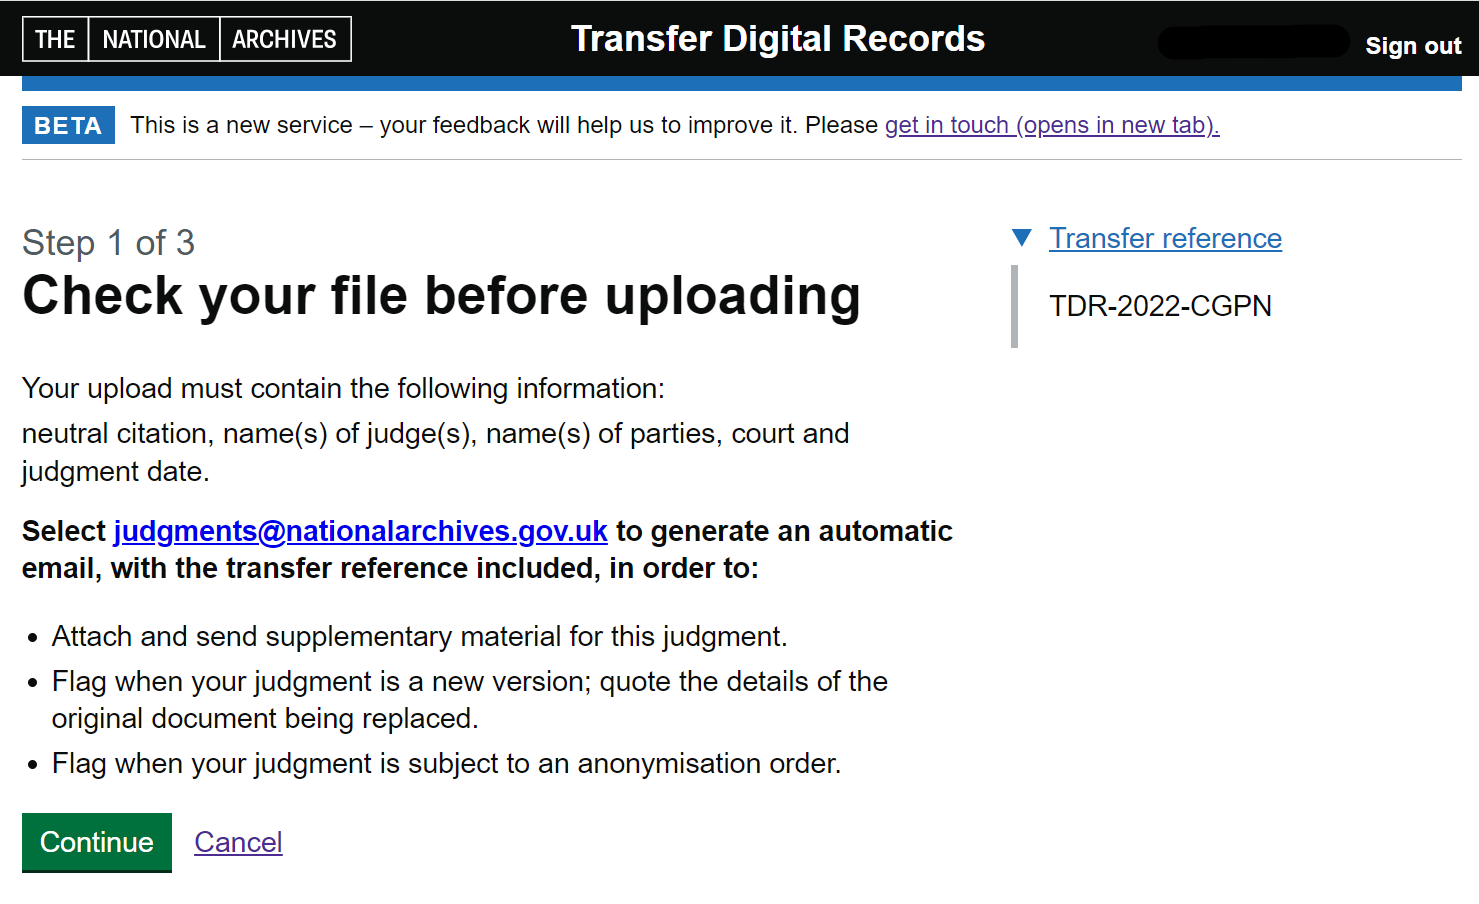 THE NATIONAL ARCHIVES
Transfer Digital Records
Sign out
BETA This is a new service – your feedback will help us to improve it. Please get in touch (opens in new tab).
Step 1 of 3
Check your file before uploading
Transfer reference
TDR-2022-CGPN
Your upload must contain the following information:
neutral citation, name(s) of judge(s), name(s) of parties, court and
judgment date.
Select judgments@nationalarchives.gov.uk to generate an automatic
email, with the transfer reference included, in order to:
• Attach and send supplementary material for this judgment.
• Flag when your judgment is a new version; quote the details of the
original document being replaced.
• Flag when your judgment is subject to an anonymisation order.
Continue Cancel